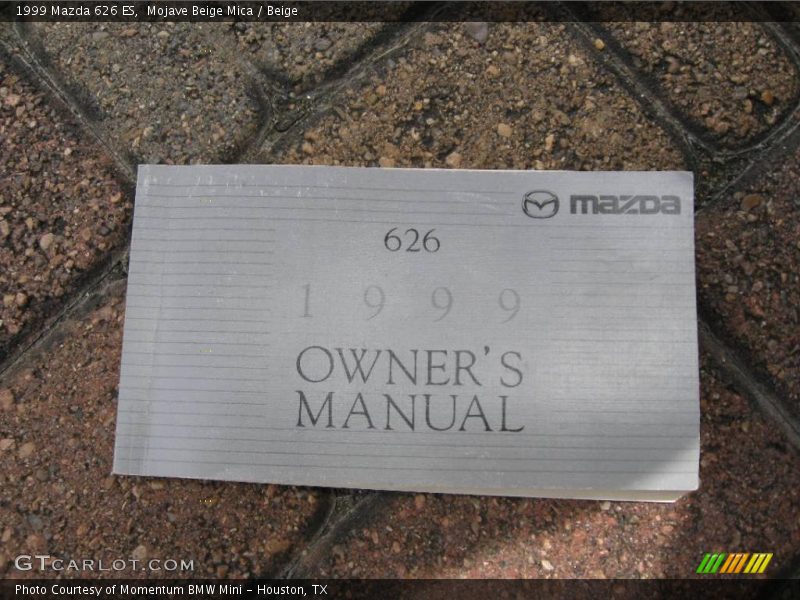 1999 Mazda 626 ES,  Mojave Beige Mica / Beige
mazda
626
1999
OWNER'S
MANUAL
GTCARLOT.COM
Photo Courtesy of Momentum BMW Mini - Houston, TX